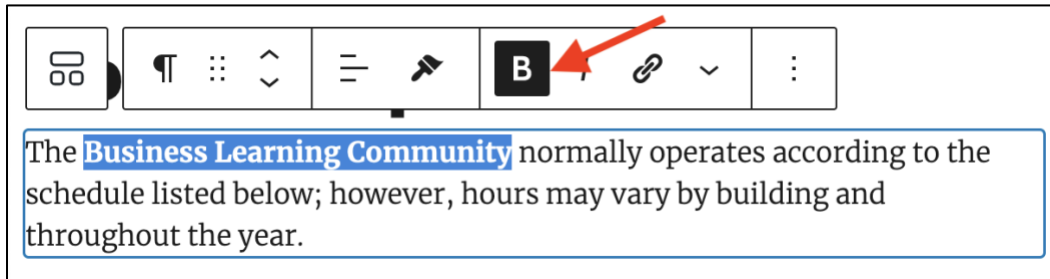 B
The Business Learning Community normally operates according to the
schedule listed below; however, hours may vary by building and
throughout the year.